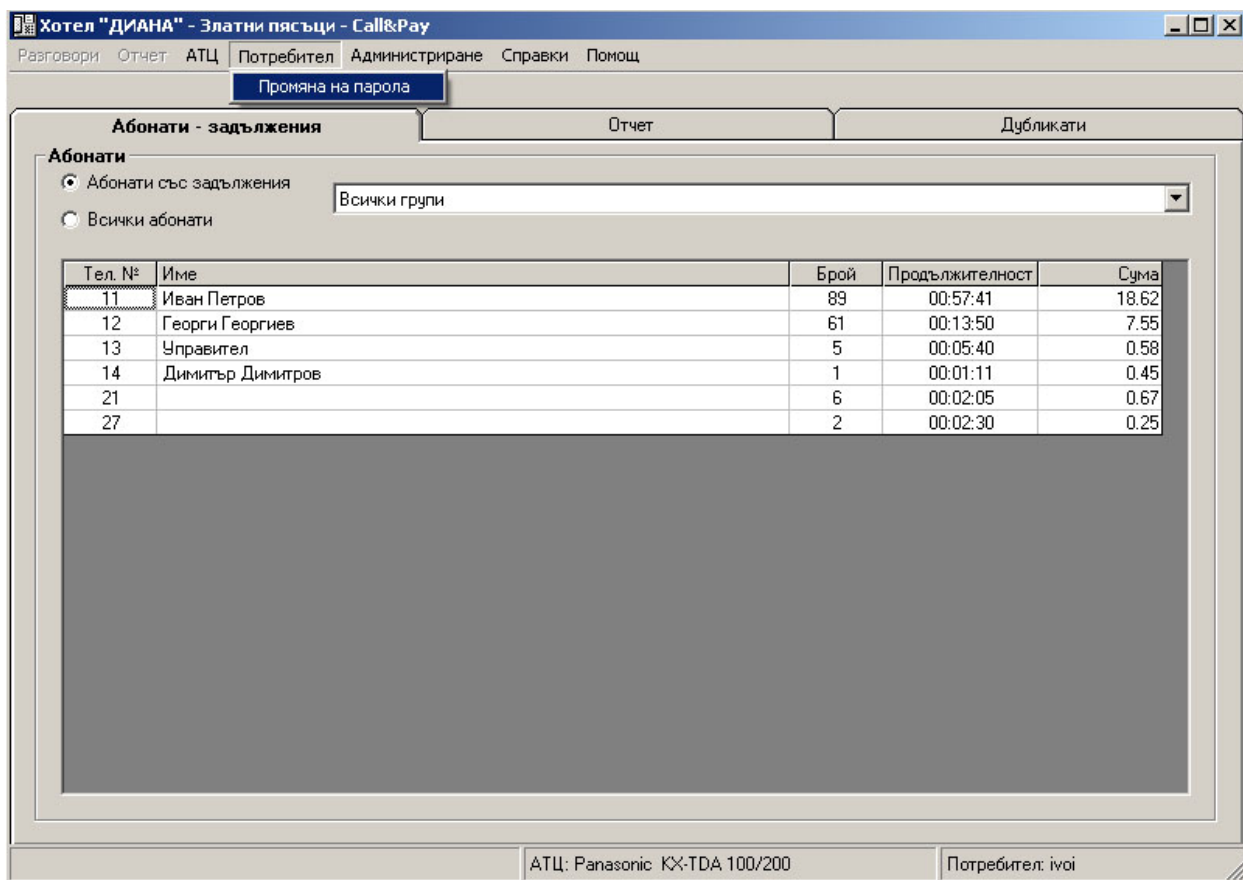 Хотел "ДИАНА" - Златни пясъци - Call&Pay
Разговори Отчет АТЦ Потребител Администриране Справки Помощ
Промяна на парола
Абонати - задължения Отчет Дубликати
Абонати
Абонати със задължения
Всички групи
Всички абонати
Тел. № Име Брой Продължителност Сума
11 Иван Петров 89 00:57:41 18.62
12 Георги Георгиев 61 00:13:50 7.55
13 Управител 5 00:05:40 0.58
14 Димитър Димитров 1 00:01:11 0.45
21 6 00:02:05 0.67
27 2 00:02:30 0.25
АТЦ: Panasonic KX-TDA 100/200 Потребител: ivoi